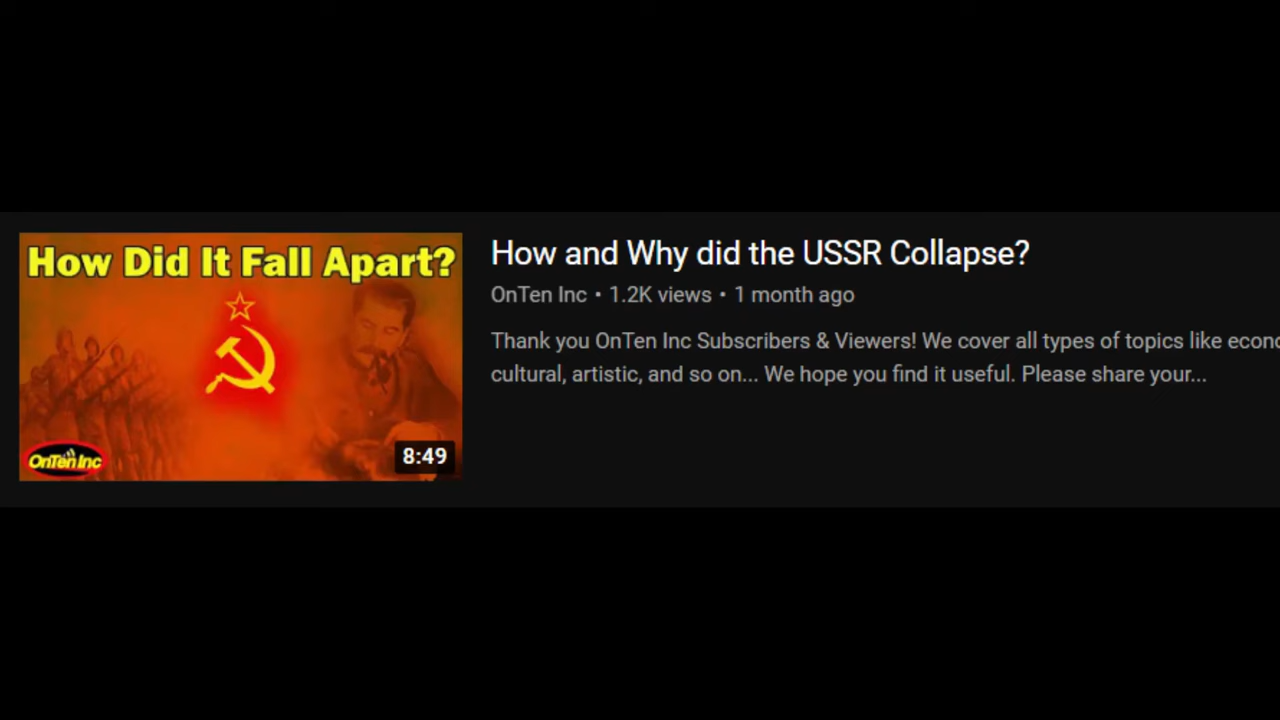 How Did It Fall Apart?
OnTen Inc
8:49
How and Why did the USSR Collapse?
OnTen Inc • 1.2K views • 1 month ago
Thank you OnTen Inc Subscribers & Viewers! We cover all types of topics like econo
cultural, artistic, and so on... We hope you find it useful. Please share your...